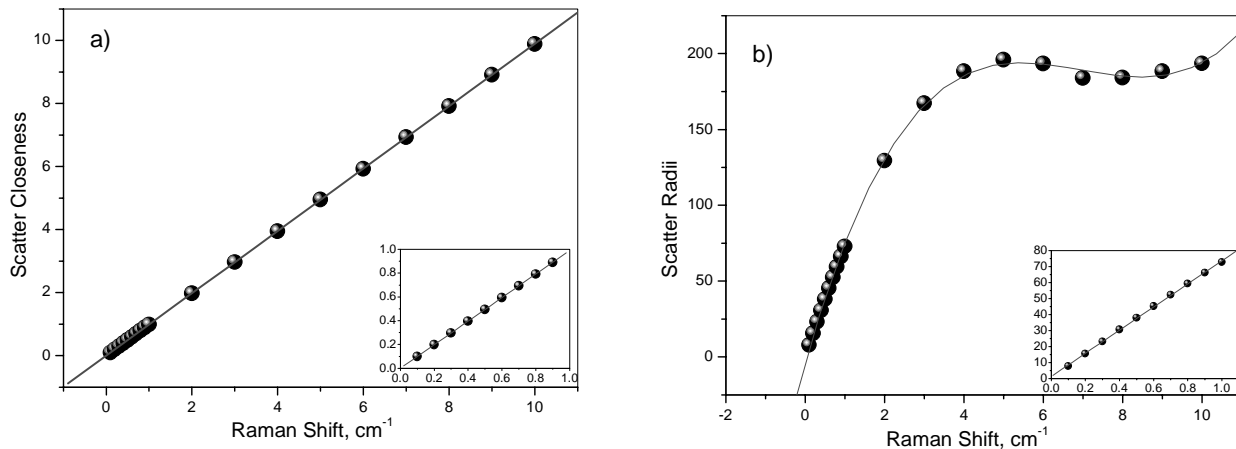 a)
Scatter Closeness
10
8
6
4
2
0
0 2 4 6 8 10
Raman Shift, cm-1
1.0
0.8
0.6
0.4
0.2
0.0
0.0 0.2 0.4 0.6 0.8 1.0
b)
Scatter Radii
200
150
100
50
0
-2 0 2 4 6 8 10
Raman Shift, cm-1
80
70
60
50
40
30
20
10
0
0.0 0.2 0.4 0.6 0.8 1.0